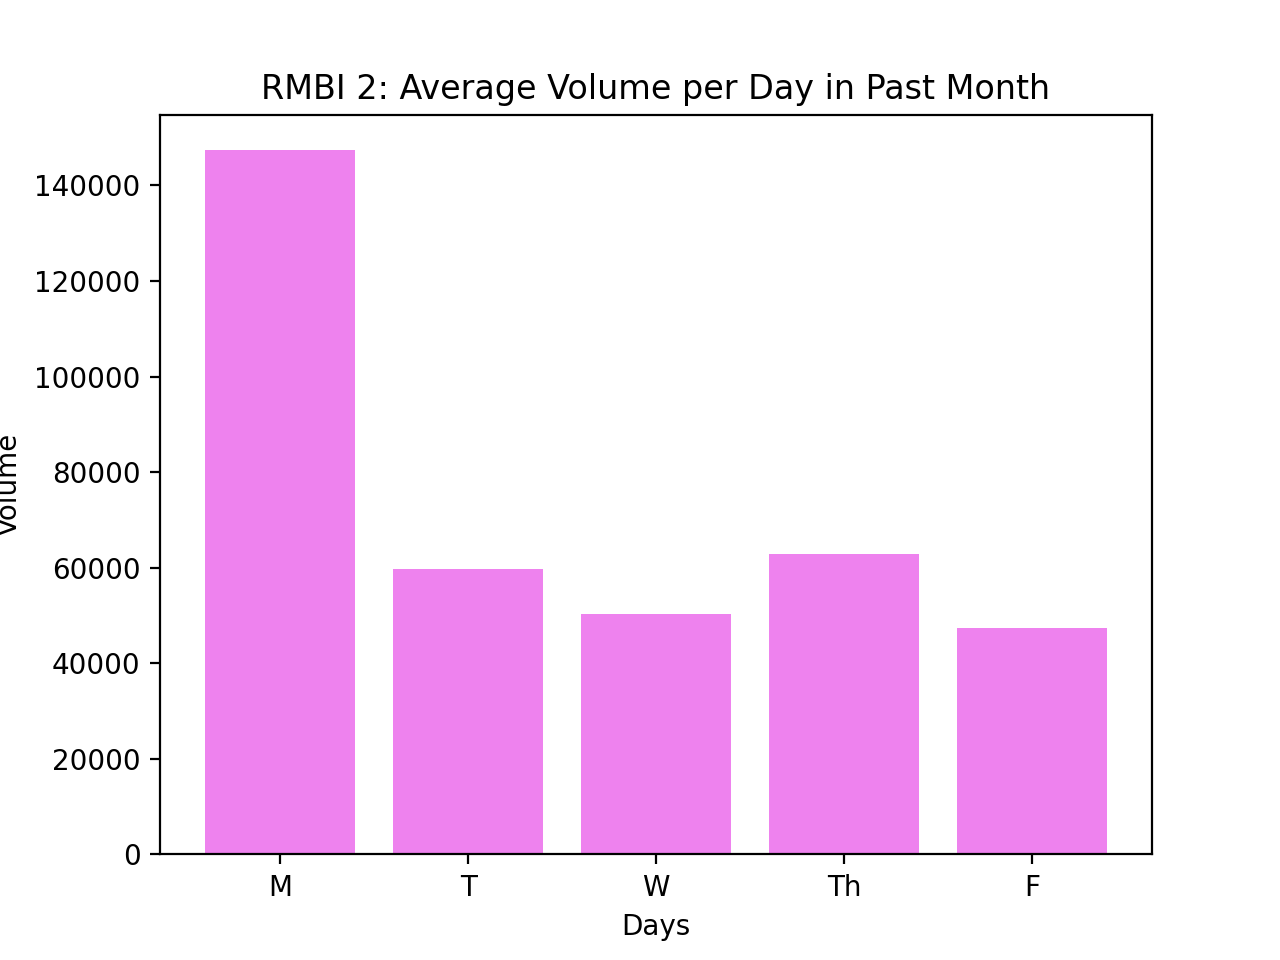 RMBI 2: Average Volume per Day in Past Month
140000
120000
100000
80000
60000
40000
20000
0
Volume
M T W Th F
Days